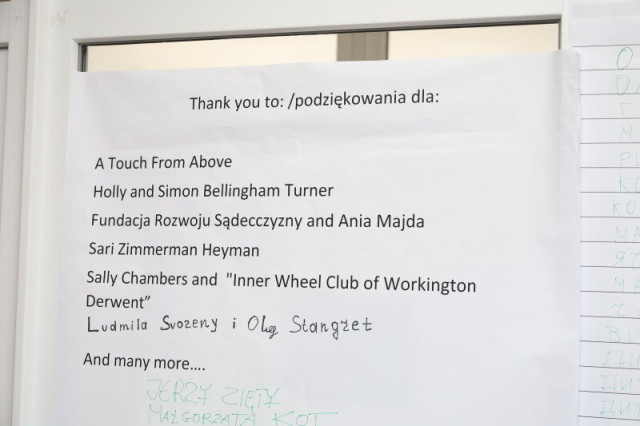 Thank you to: /podziękowania dla:
A Touch From Above
Holly and Simon Bellingham Turner
Fundacja Rozwoju Sądecczyzny and Ania Majda
Sari Zimmerman Heyman
Sally Chambers and "Inner Wheel Club of Workington
Derwent”
Ludmila Svozeny i Oleg Stangret
And many more....
JERZY ZIĘTY
MAŁGORZATA KOT